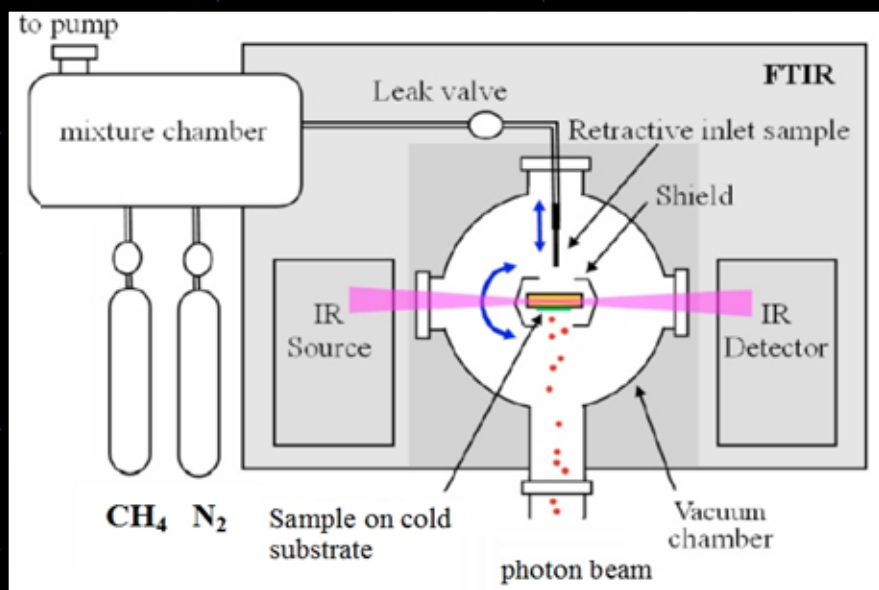 to pump
FTIR
Leak valve
mixture chamber
Retractive inlet sample
Shield
IR
Source
IR
Detector
CH₄ N₂
Sample on cold
substrate
Vacuum
chamber
photon beam